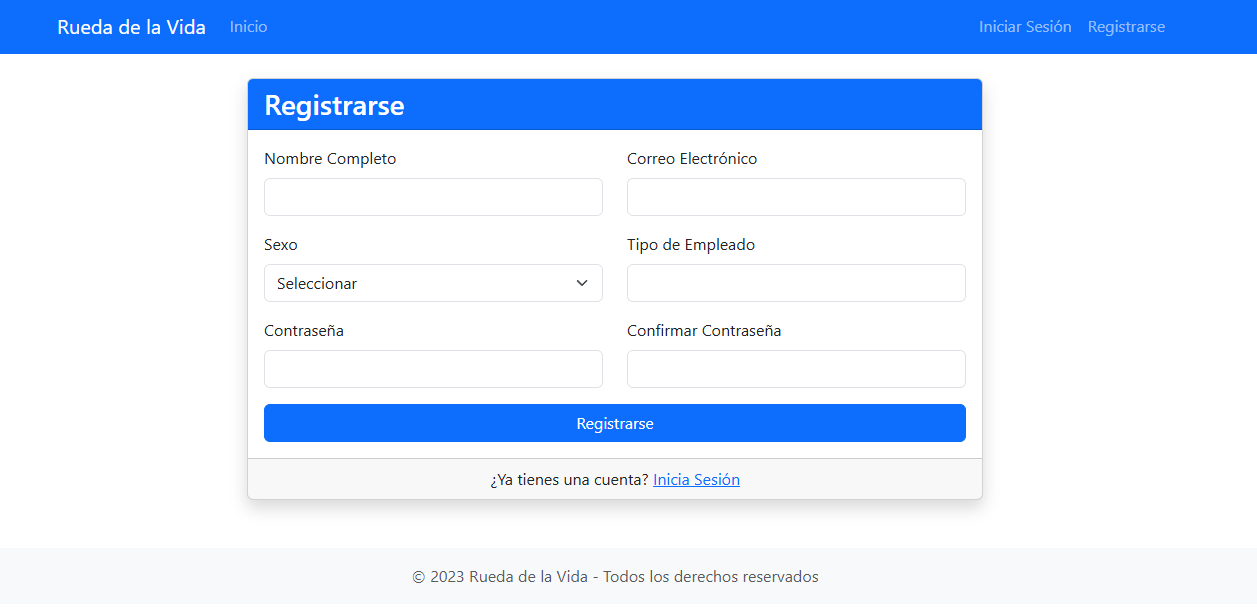 Rueda de la Vida Inicio Iniciar Sesión Registrarse
Registrarse
Nombre Completo Correo Electrónico
Sexo Tipo de Empleado
Seleccionar
Contraseña Confirmar Contraseña
Registrarse
¿Ya tienes una cuenta? Inicia Sesión
© 2023 Rueda de la Vida - Todos los derechos reservados